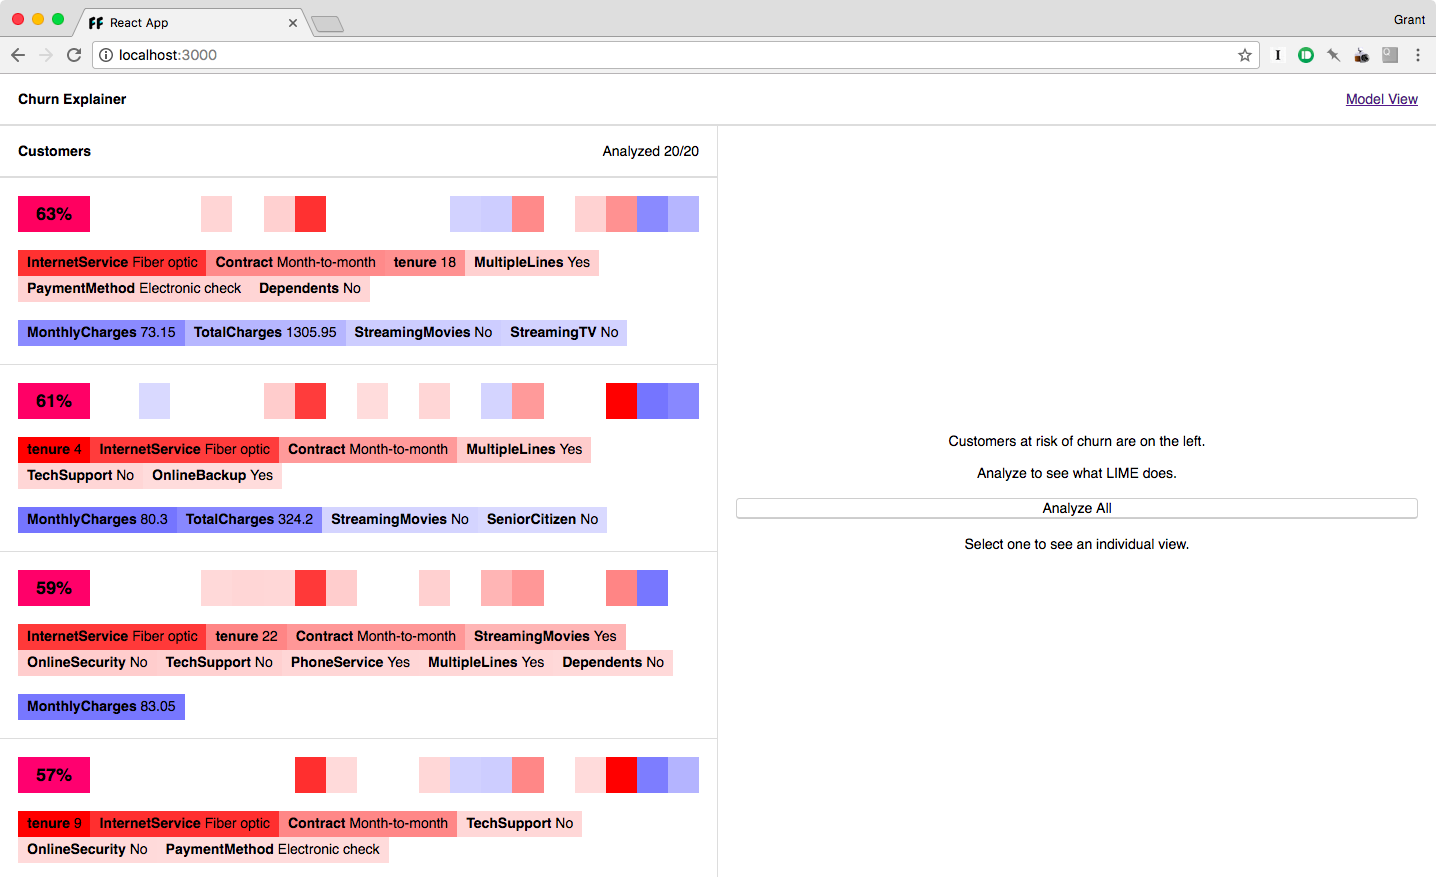 React App
Grant
localhost:3000
Churn Explainer
Model View
Customers
Analyzed 20/20
63%
InternetService Fiber optic Contract Month-to-month tenure 18 MultipleLines Yes
PaymentMethod Electronic check Dependents No
MonthlyCharges 73.15 TotalCharges 1305.95 StreamingMovies No StreamingTV No
61%
tenure 4 InternetService Fiber optic Contract Month-to-month MultipleLines Yes
TechSupport No OnlineBackup Yes
MonthlyCharges 80.3 TotalCharges 324.2 StreamingMovies No SeniorCitizen No
59%
InternetService Fiber optic tenure 22 Contract Month-to-month StreamingMovies Yes
OnlineSecurity No TechSupport No PhoneService Yes MultipleLines Yes Dependents No
MonthlyCharges 83.05
57%
tenure 9 InternetService Fiber optic Contract Month-to-month TechSupport No
OnlineSecurity No PaymentMethod Electronic check
Customers at risk of churn are on the left.
Analyze to see what LIME does.
Analyze All
Select one to see an individual view.